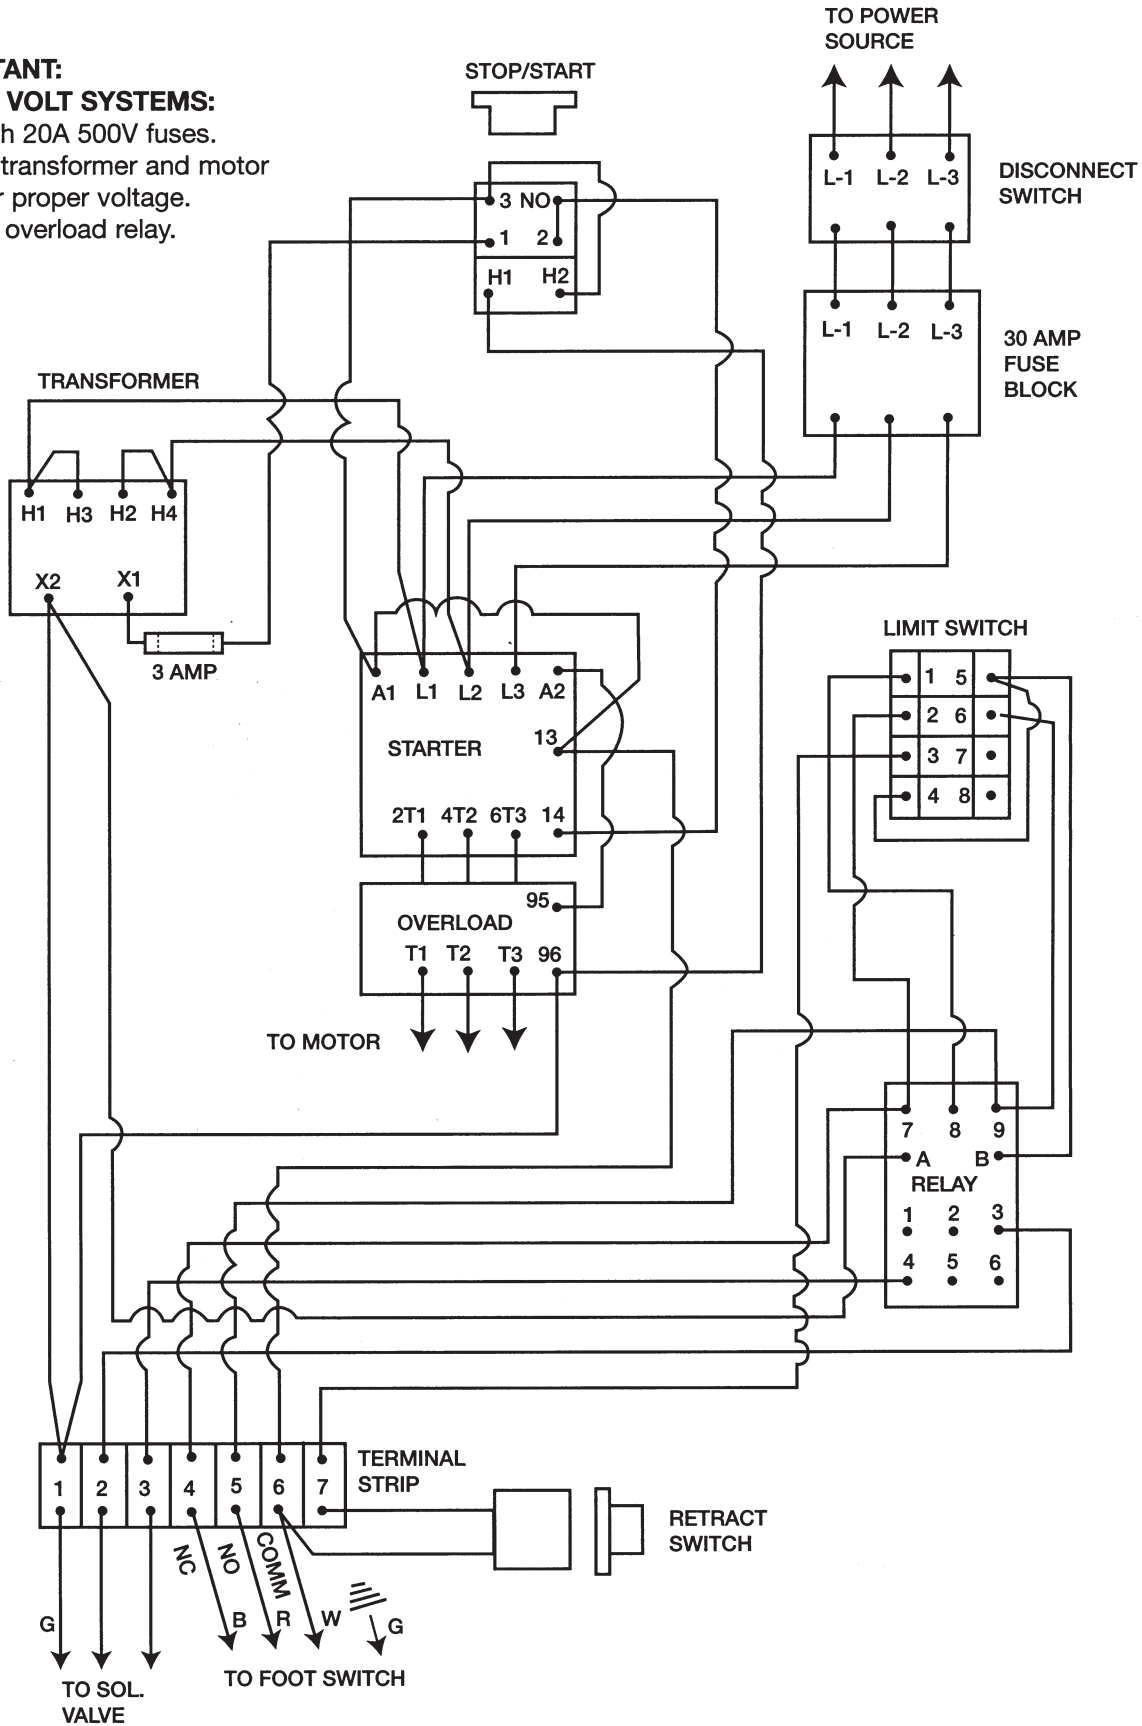 TO POWER
SOURCE
TANT:
VOLT SYSTEMS:
h 20A 500V fuses.
transformer and motor
r proper voltage.
overload relay.
STOP/START
3 NO
1 2
H1 H2
L-1 L-2 L-3
DISCONNECT
SWITCH
L-1 L-2 L-3
30 AMP
FUSE
BLOCK
TRANSFORMER
H1 H3 H2 H4
X2 X1
3 AMP
LIMIT SWITCH
1 5
2 6
3 7
4 8
A1 L1 L2 L3 A2
13
STARTER
2T1 4T2 6T3 14
95
OVERLOAD
T1 T2 T3 96
TO MOTOR
7 8 9
A B
RELAY
1 2 3
4 5 6
TERMINAL
STRIP
1 2 3 4 5 6 7
RETRACT
SWITCH
NC NO COMM
G B R W G
TO FOOT SWITCH
TO SOL.
VALVE